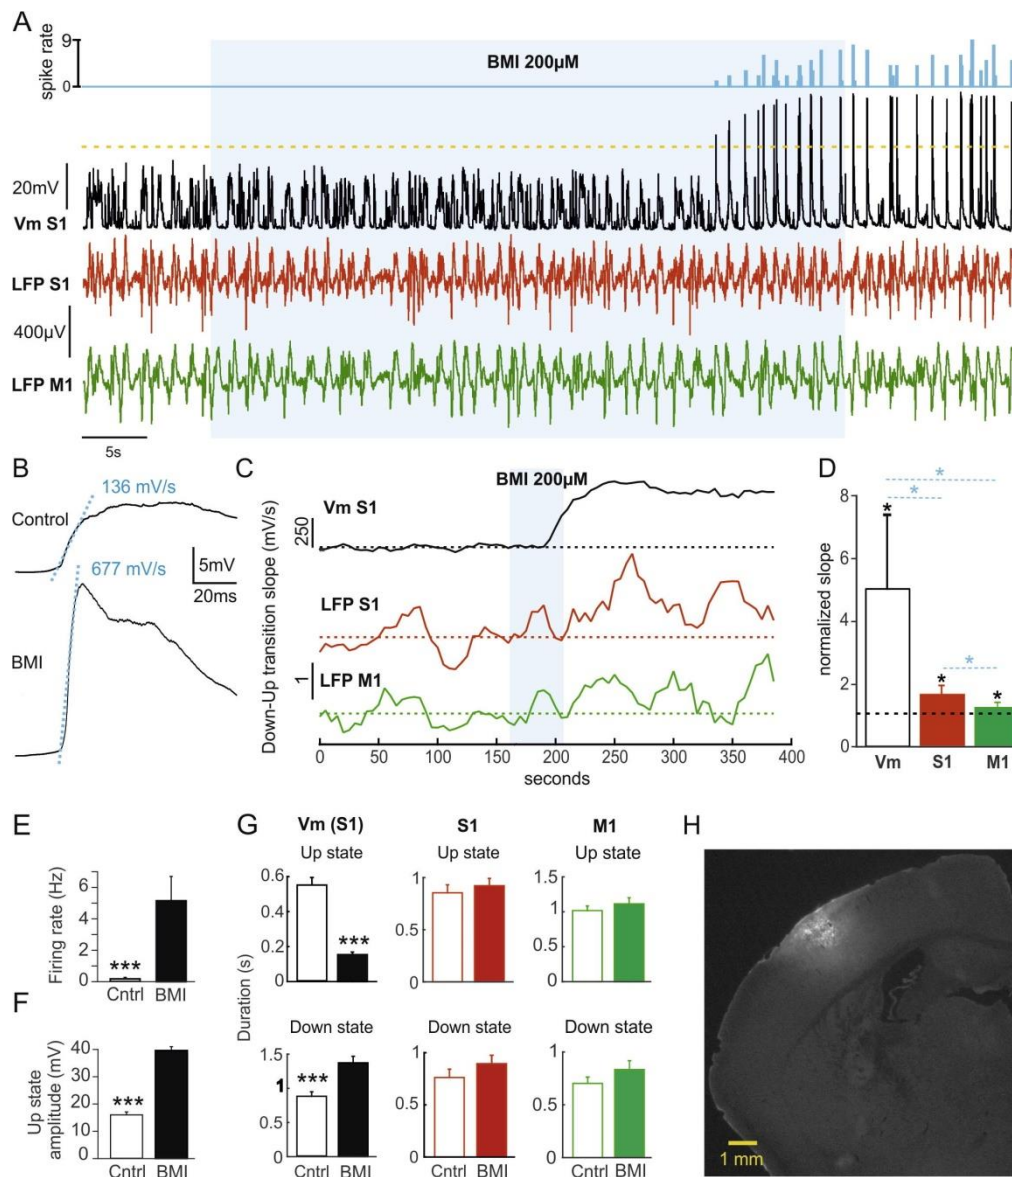 A
spike rate
9
0
BMI 200µM
20mV
Vm S1
LFP S1
400µV
LFP M1
5s
B
136 mV/s
Control
677 mV/s
5mV
20ms
BMI
C
Down-Up transition slope (mV/s)
BMI 200µM
Vm S1
250
LFP S1
LFP M1
1
0 50 100 150 200 250 300 350 400
seconds
D
normalized slope
8
6
4
2
0
* *
* * * *
Vm S1 M1
E
Firing rate (Hz)
8
6
4
2
0
***
Cntrl BMI
F
Up state
amplitude (mV)
40
30
20
10
0
***
Cntrl BMI
G
Duration (s)
Vm (S1) S1 M1
Up state Up state Up state
0.6
0.4
0.2
0
***
1
0.5
0
1.5
1
0.5
0
Down state Down state Down state
1.5
1
0.5
0
***
1
0.5
0
1
0.5
0
Cntrl BMI Cntrl BMI Cntrl BMI
H
1 mm